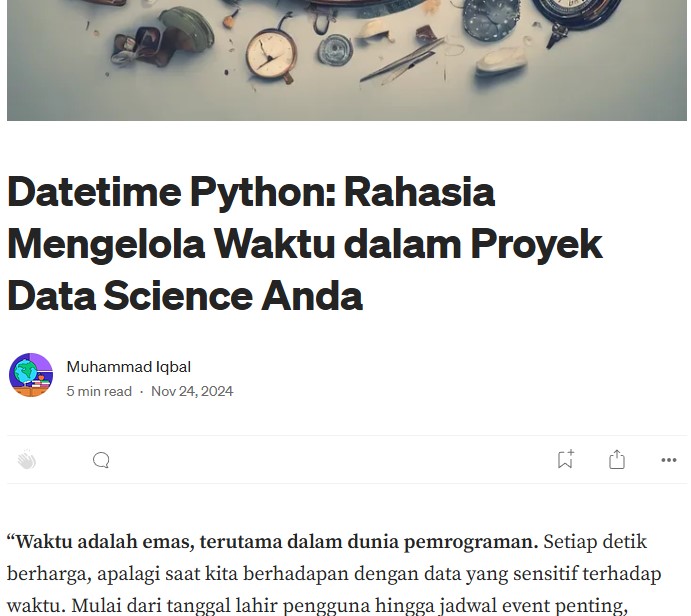 Datetime Python: Rahasia
Mengelola Waktu dalam Proyek
Data Science Anda
Muhammad Iqbal
5 min read · Nov 24, 2024
“Waktu adalah emas, terutama dalam dunia pemrograman. Setiap detik
berharga, apalagi saat kita berhadapan dengan data yang sensitif terhadap
waktu. Mulai dari tanggal lahir pengguna hingga jadwal event penting,